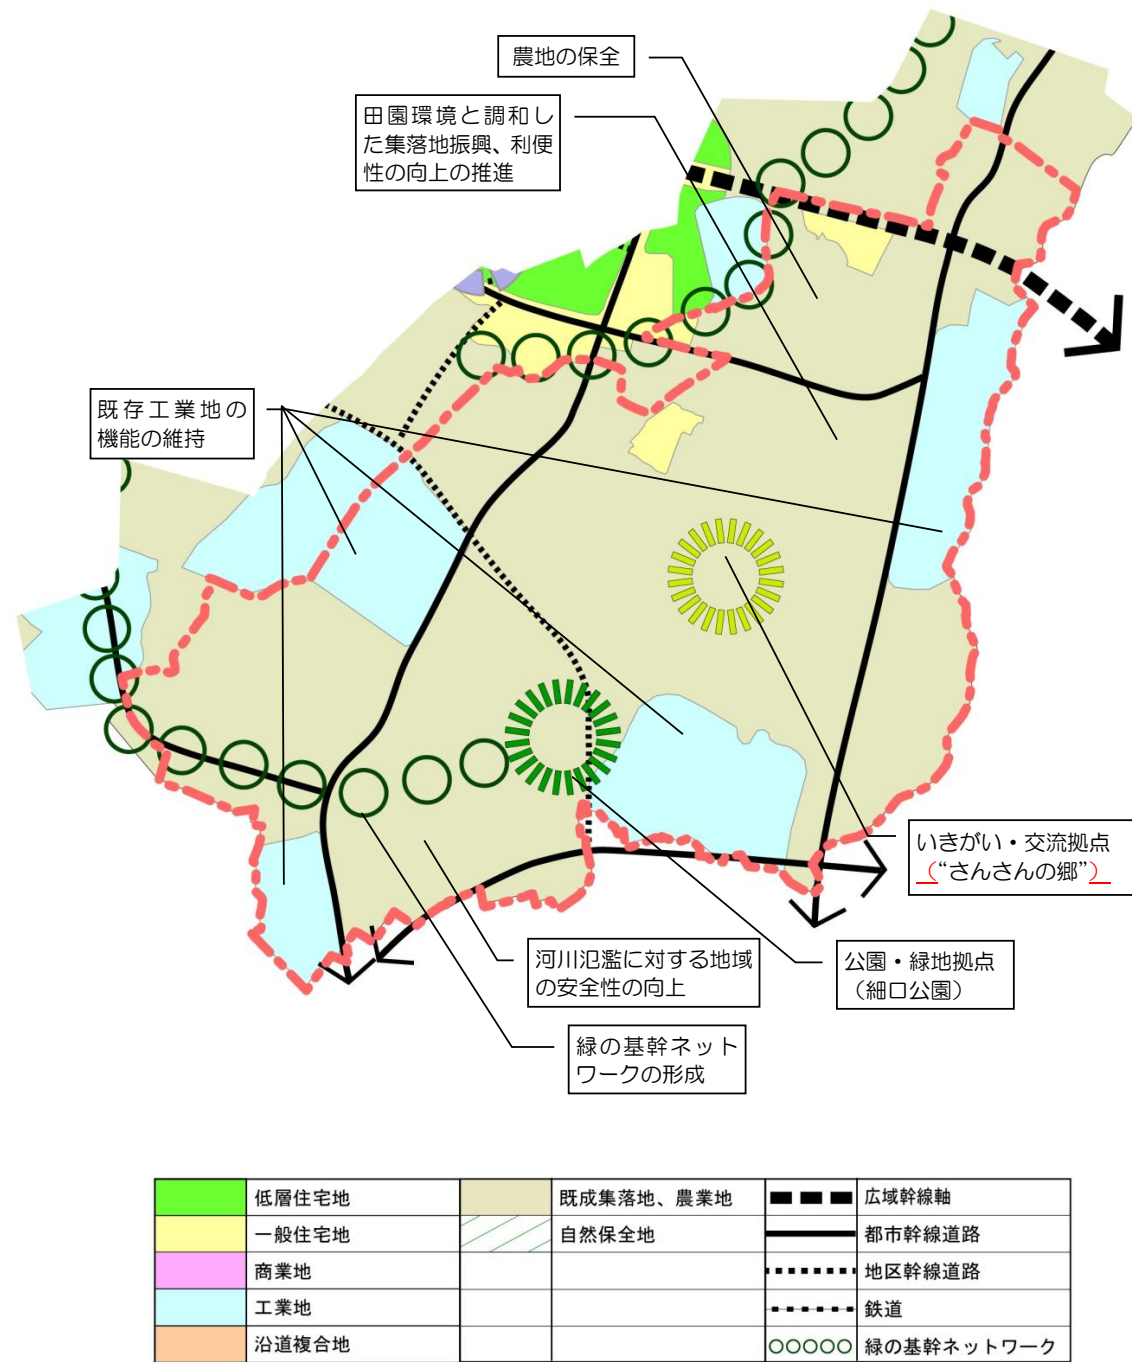 農地の保全
田園環境と調和し
た集落地振興、利便
性の向上の推進
既存工業地の
機能の維持
いきがい・交流拠点
（“さんさんの郷”）
河川氾濫に対する地域
の安全性の向上
公園・緑地拠点
（細口公園）
緑の基幹ネット
ワークの形成
低層住宅地
既成集落地、農業地
広域幹線軸
一般住宅地
自然保全地
都市幹線道路
商業地
地区幹線道路
工業地
鉄道
沿道複合地
緑の基幹ネットワーク